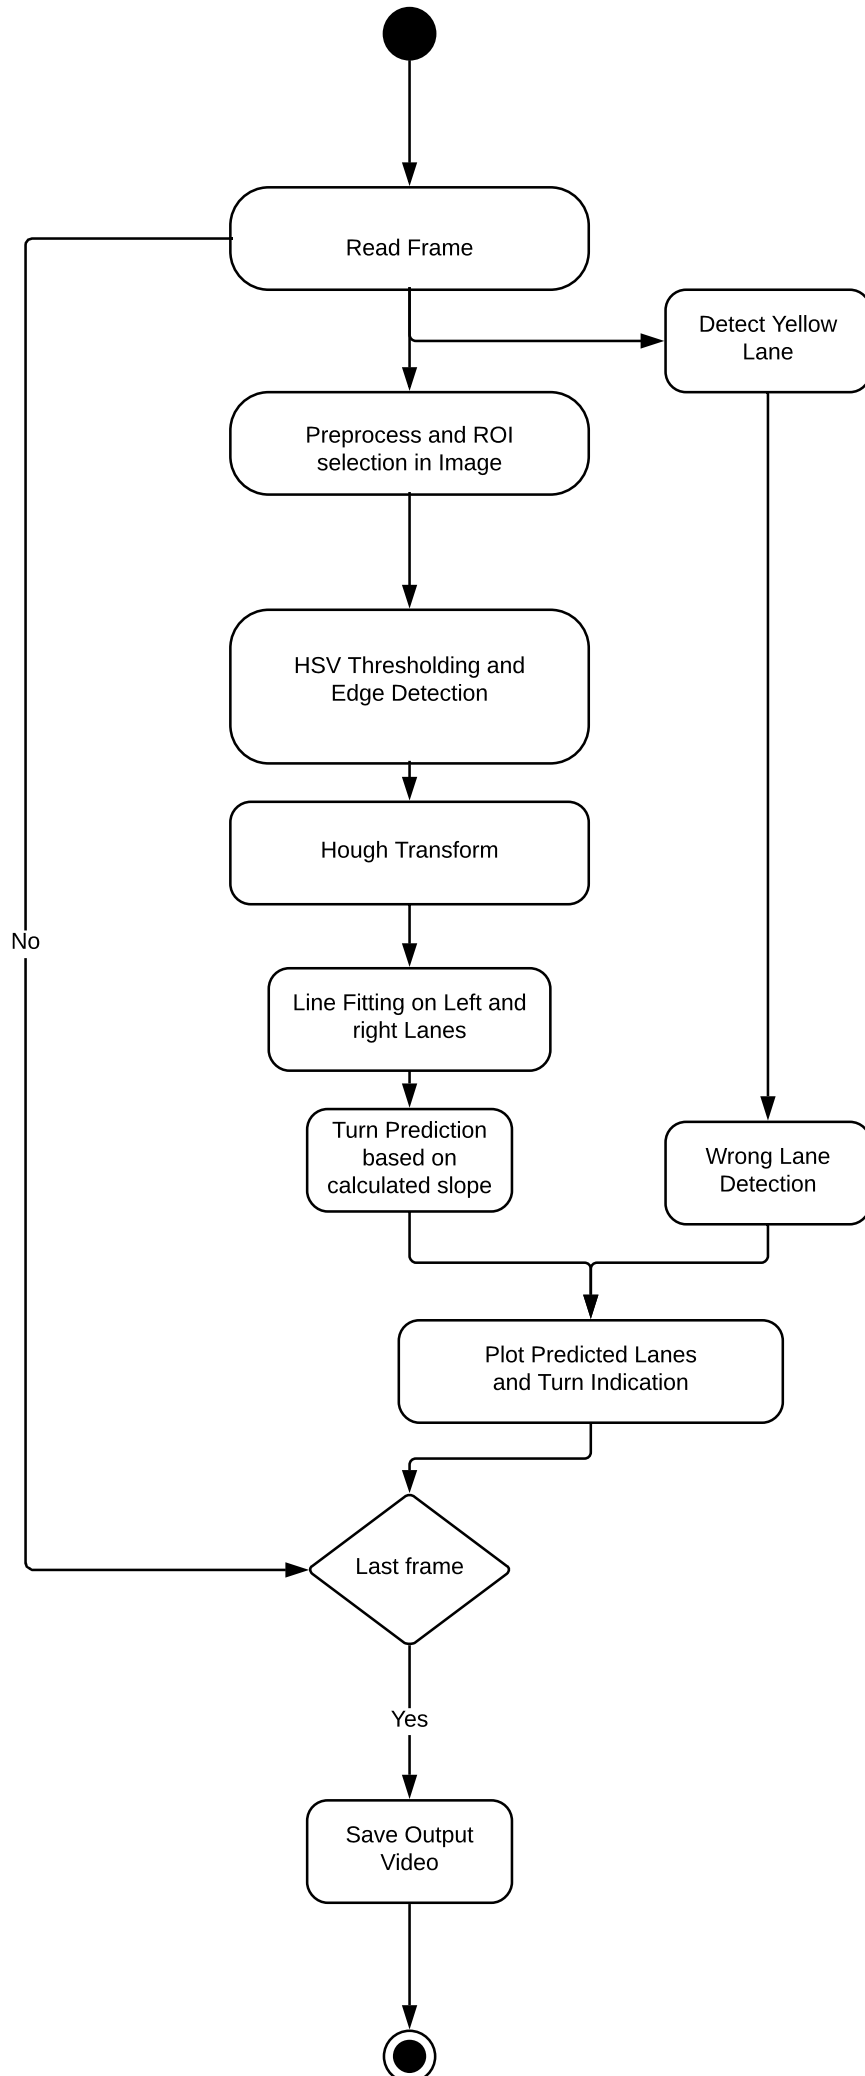 Read Frame
Detect Yellow
Lane
Preprocess and ROI
selection in Image
HSV Thresholding and
Edge Detection
Hough Transform
No
Line Fitting on Left and
right Lanes
Turn Prediction
based on
calculated slope
Wrong Lane
Detection
Plot Predicted Lanes
and Turn Indication
Last frame
Yes
Save Output
Video